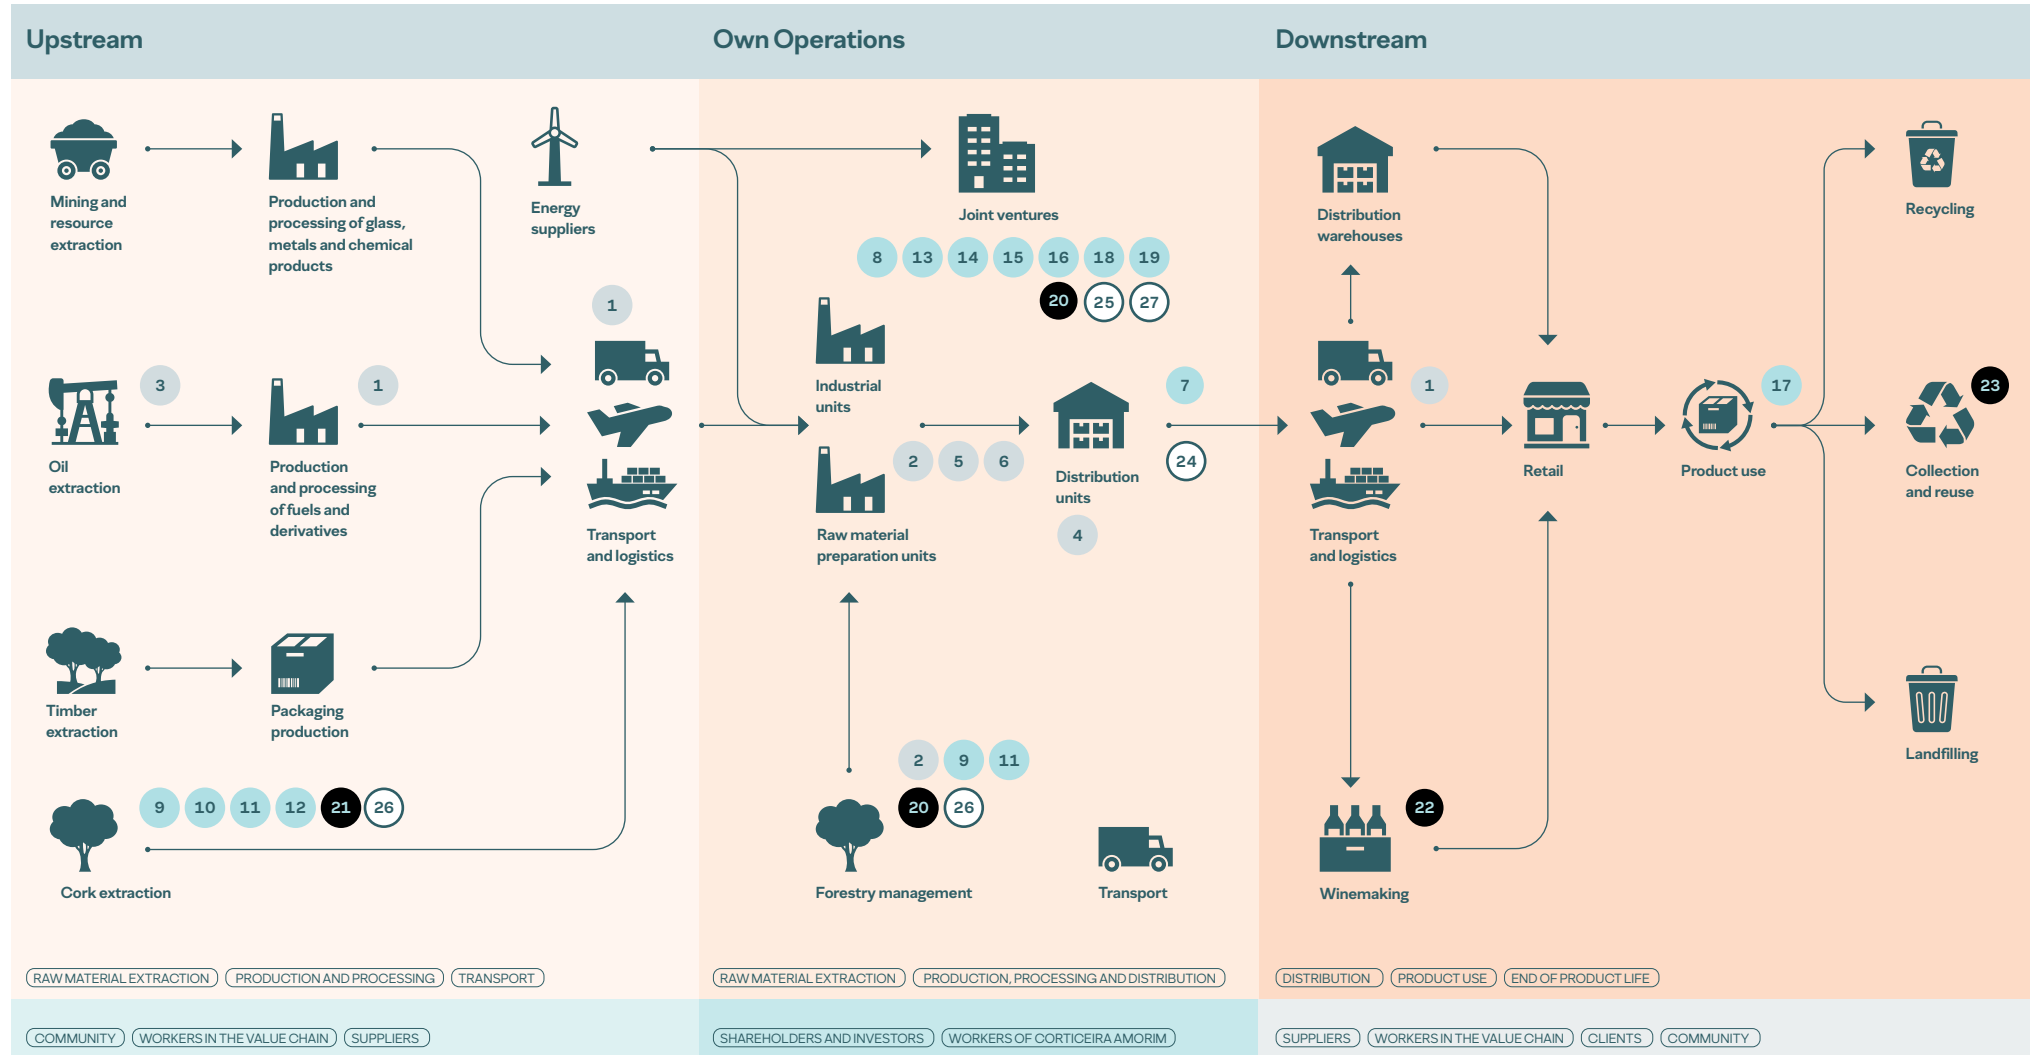 Upstream
Own Operations
Downstream
Mining and
resource
extraction
Production and
processing of glass,
metals and chemical
products
Energy
suppliers
1
3
Oil
extraction
1
Production
and processing
of fuels and
derivatives
Transport
and logistics
Timber
extraction
Packaging
production
9 10 11 12 21 26
Cork extraction
Joint ventures
8 13 14 15 16 18 19
20 25 27
Industrial
units
7
2 5 6
Distribution
units
24
4
Raw material
preparation units
2 9 11
20 26
Forestry management
Transport
Distribution
warehouses
1
Transport
and logistics
Retail
17
Product use
22
Winemaking
Recycling
23
Collection
and reuse
Landfilling
RAW MATERIAL EXTRACTION PRODUCTION AND PROCESSING TRANSPORT
RAW MATERIAL EXTRACTION PRODUCTION, PROCESSING AND DISTRIBUTION
DISTRIBUTION PRODUCT USE END OF PRODUCT LIFE
COMMUNITY WORKERS IN THE VALUE CHAIN SUPPLIERS
SHAREHOLDERS AND INVESTORS WORKERS OF CORTICEIRA AMORIM
SUPPLIERS WORKERS IN THE VALUE CHAIN CLIENTS COMMUNITY